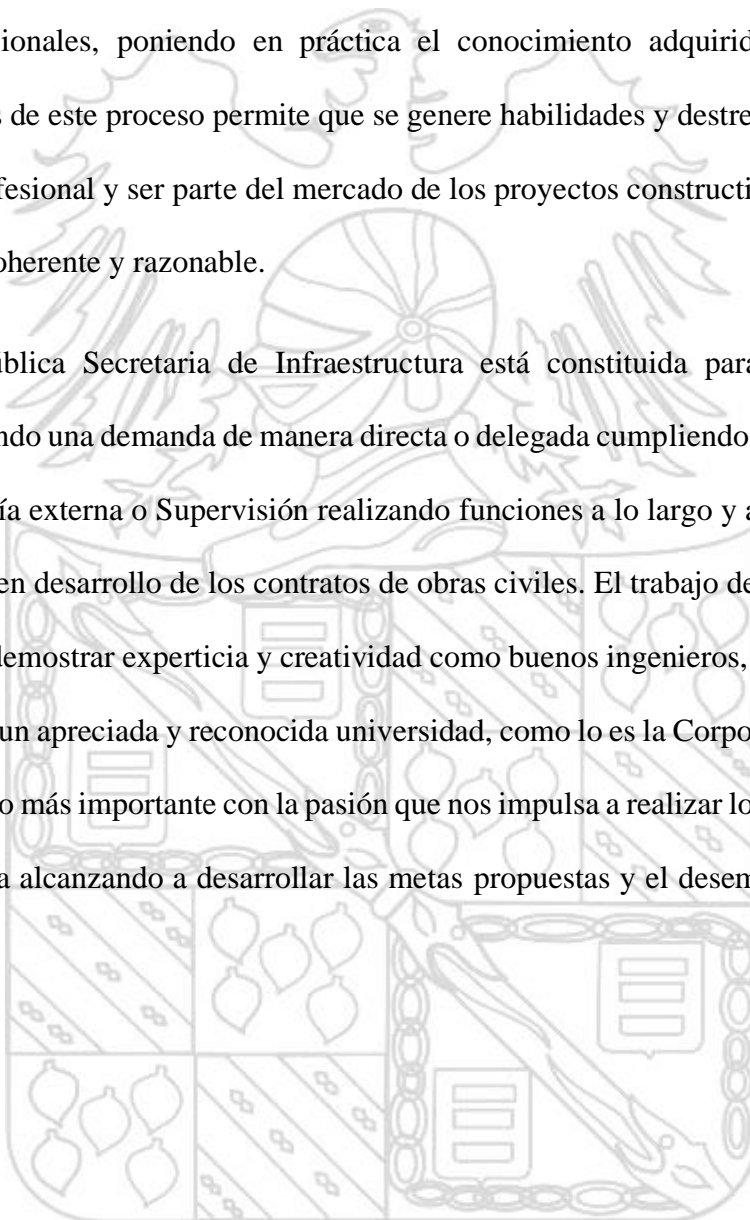 ionales, poniendo en práctica el conocimiento adquirid
s de este proceso permite que se genere habilidades y destre
fesional y ser parte del mercado de los proyectos constructi
oherente y razonable.
ública Secretaria de Infraestructura está constituida para
ndo una demanda de manera directa o delegada cumpliendo
ía externa o Supervisión realizando funciones a lo largo y a
en desarrollo de los contratos de obras civiles. El trabajo de
demostrar experticia y creatividad como buenos ingenieros,
un apreciada y reconocida universidad, como lo es la Corpo
o más importante con la pasión que nos impulsa a realizar lo
a alcanzando a desarrollar las metas propuestas y el desem